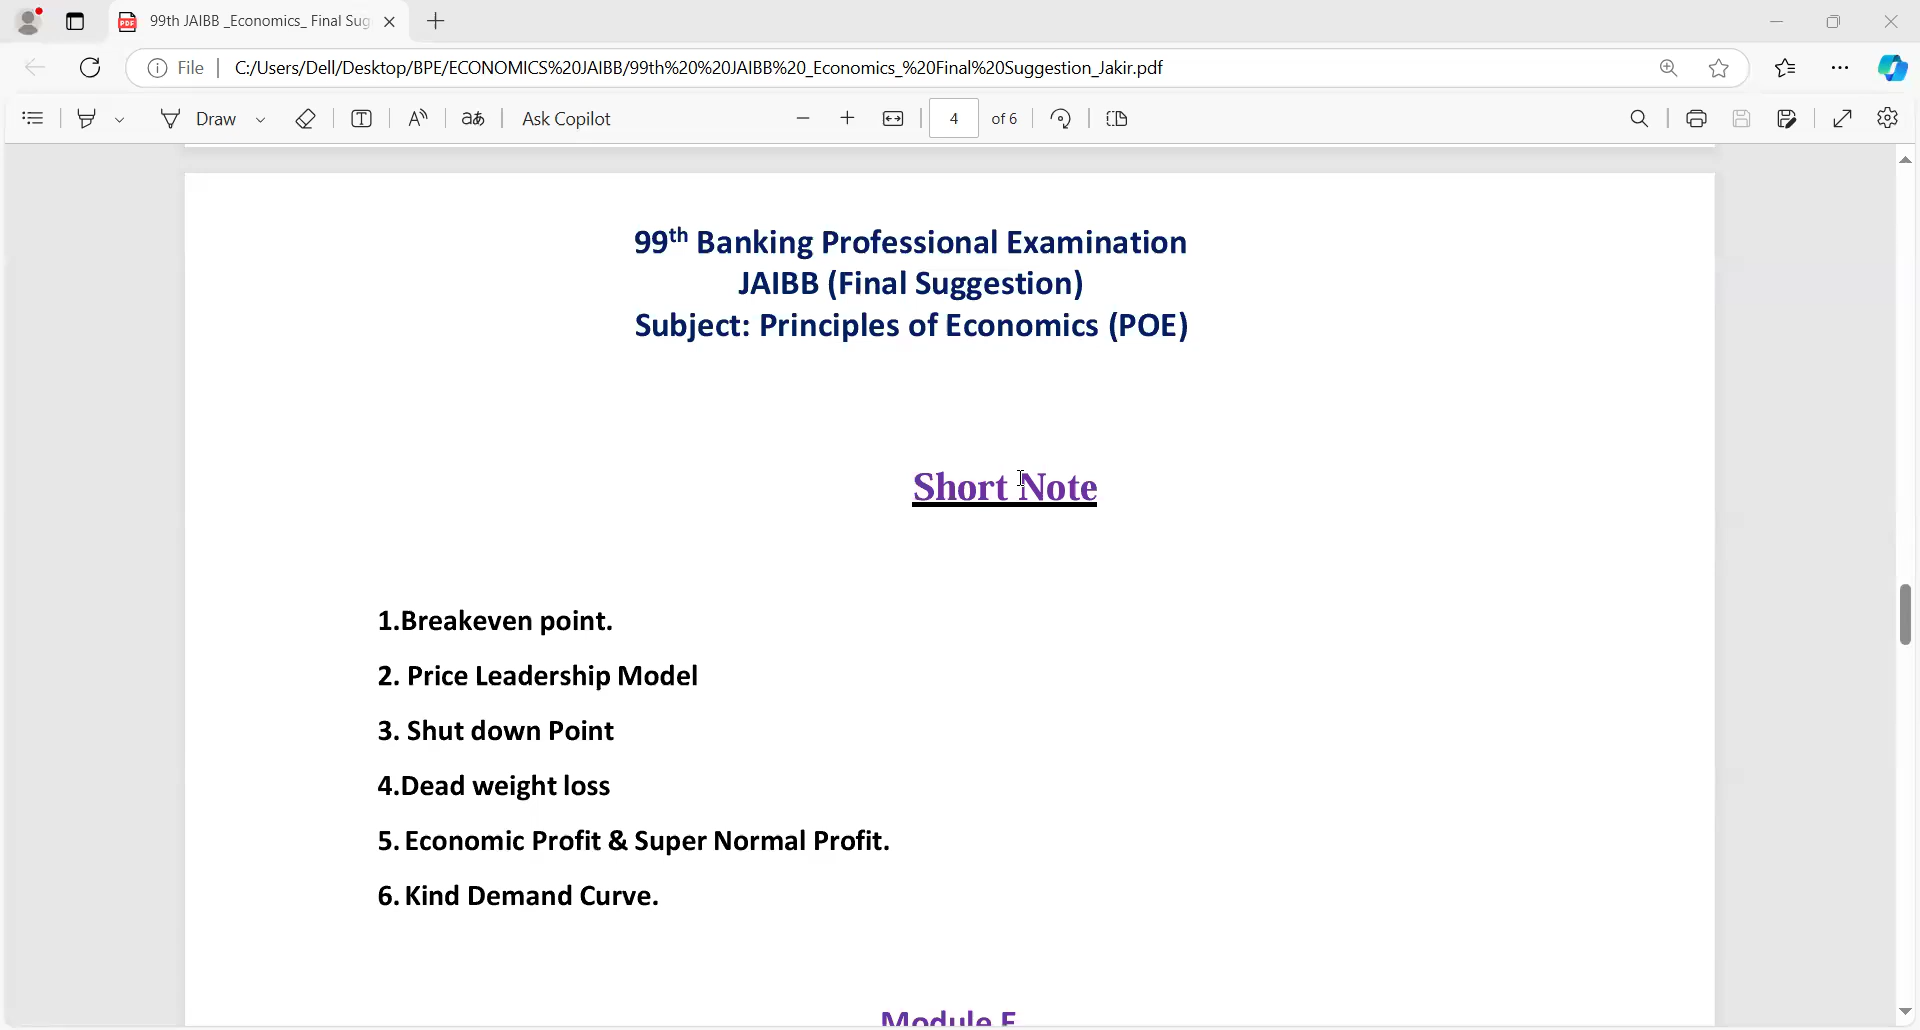 99th JAIBB _Economics_ Final Sug
File
C:/Users/Dell/Desktop/BPE/ECONOMICS%20JAIBB/99th%20%20JAIBB%20_Economics_%20Final%20Suggestion_Jakir.pdf
Draw
Ask Copilot
4 of 6
99th Banking Professional Examination
JAIBB (Final Suggestion)
Subject: Principles of Economics (POE)
Short Note
1.Breakeven point.
2. Price Leadership Model
3. Shut down Point
4.Dead weight loss
5. Economic Profit & Super Normal Profit.
6. Kind Demand Curve.
Module